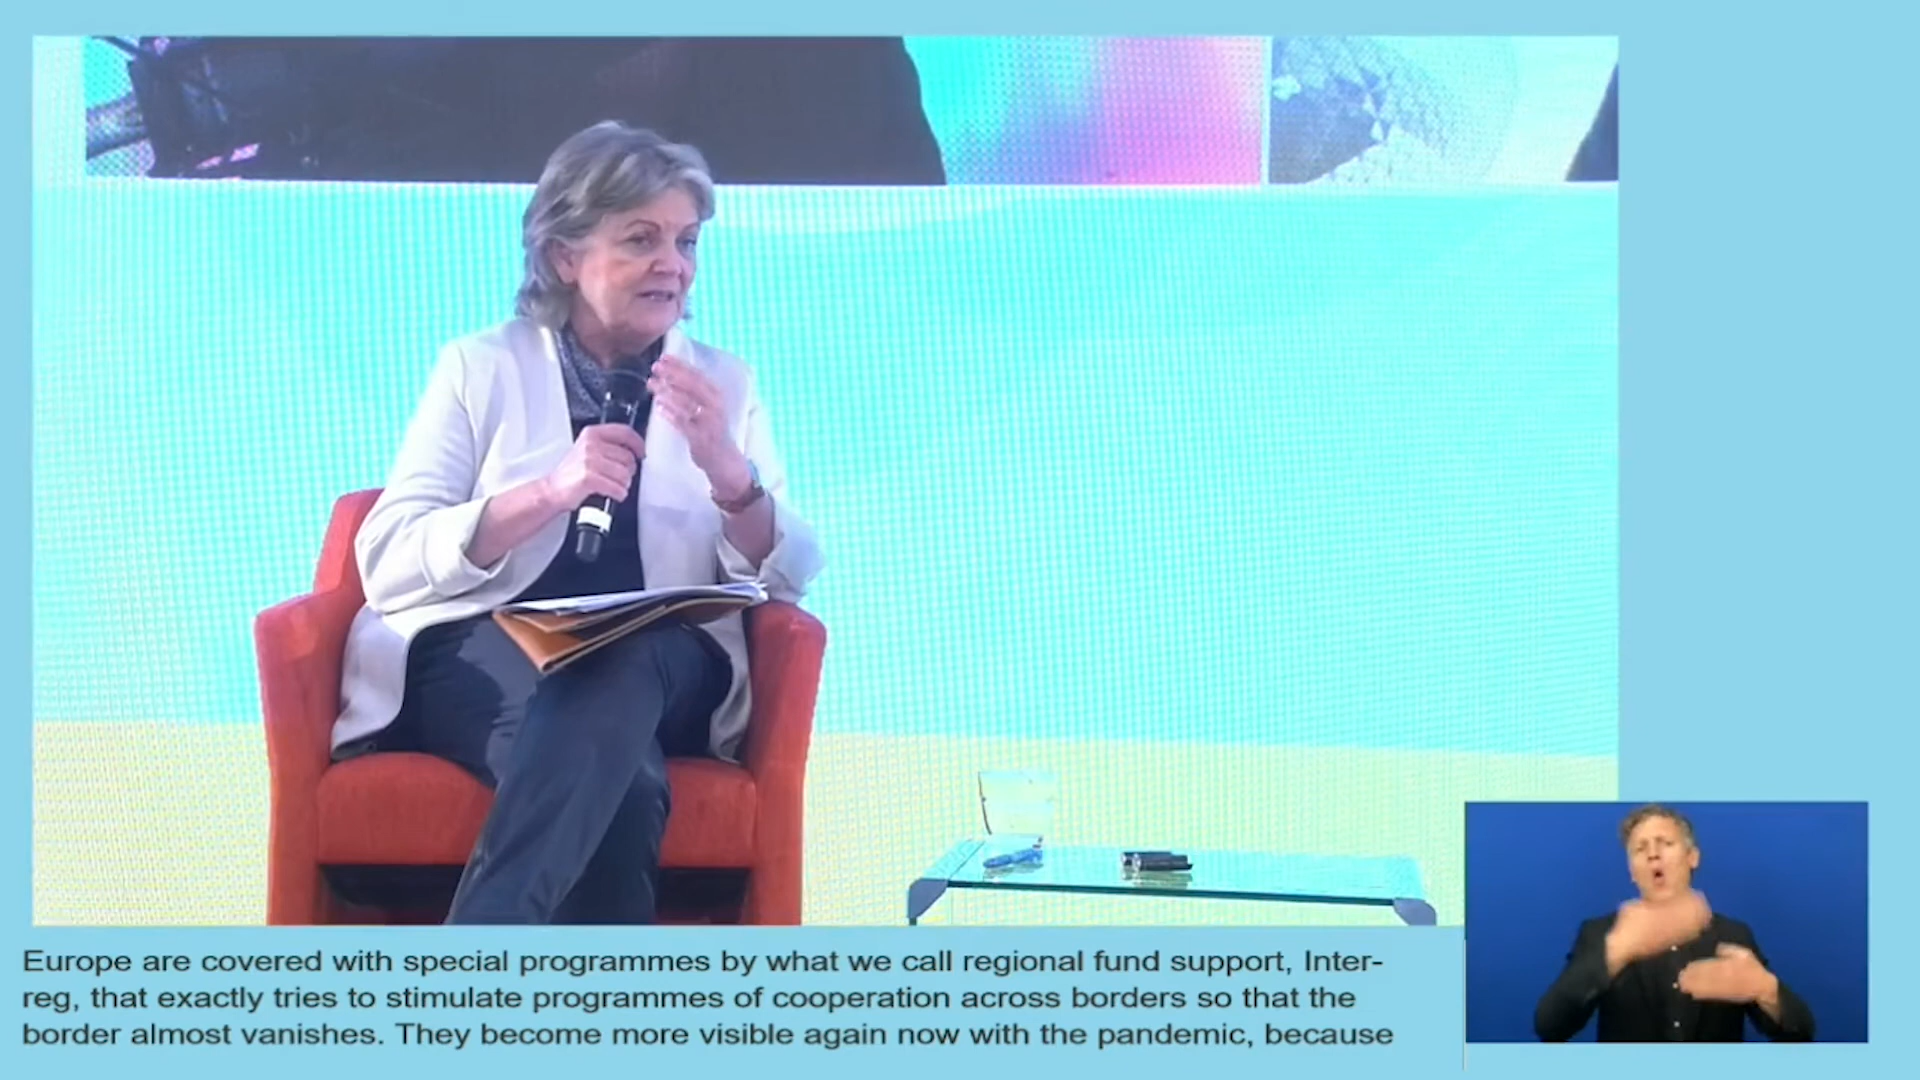 Europe are covered with special programmes by what we call regional fund support, Inter-
reg, that exactly tries to stimulate programmes of cooperation across borders so that the
border almost vanishes. They become more visible again now with the pandemic, because